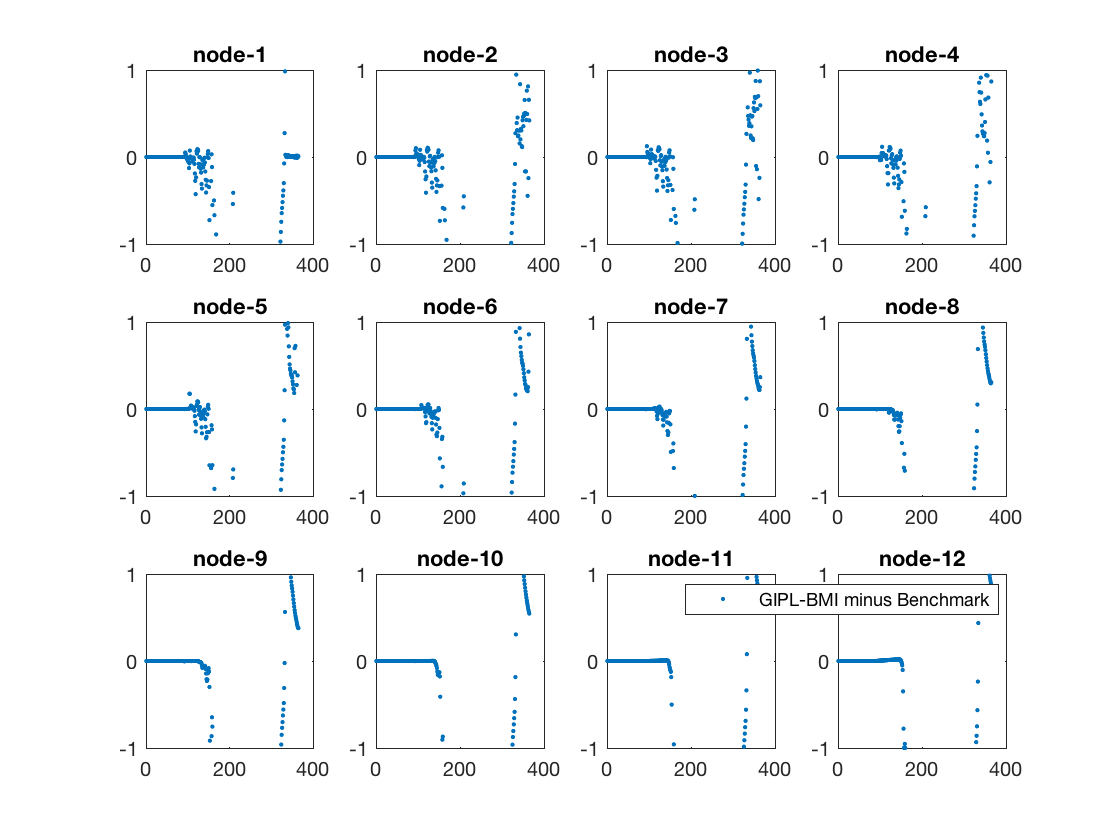 node-1 node-2 node-3 node-4
1 1 1 1
0 0 0 0
-1 -1 -1 -1
0 200 400 0 200 400 0 200 400 0 200 400
node-5 node-6 node-7 node-8
1 1 1 1
0 0 0 0
-1 -1 -1 -1
0 200 400 0 200 400 0 200 400 0 200 400
node-9 node-10 node-11 node-12
1 1 1 1
GIPL-BMI minus Benchmark
0 0 0 0
-1 -1 -1 -1
0 200 400 0 200 400 0 200 400 0 200 400